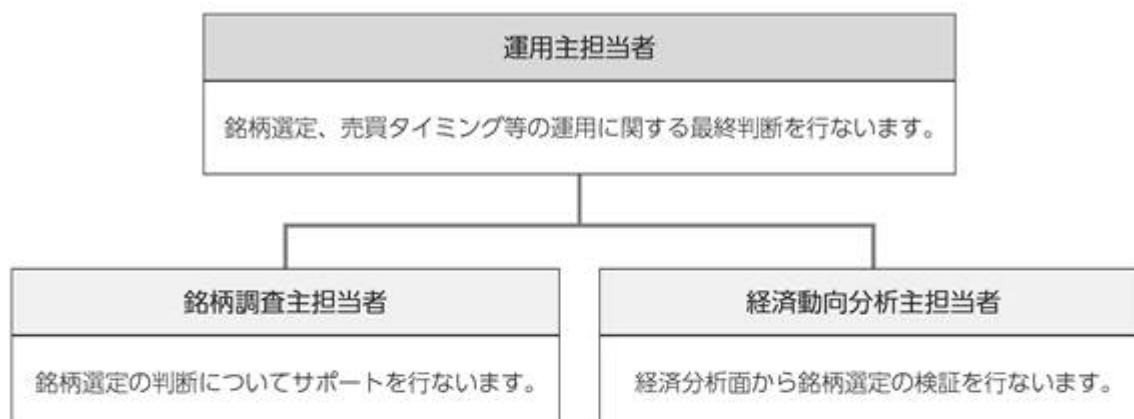 運用主担当者
銘柄選定、売買タイミング等の運用に関する最終判断を行ないます。
銘柄調査主担当者
銘柄選定の判断についてサポートを行ないます。
経済動向分析主担当者
経済分析面から銘柄選定の検証を行ないます。